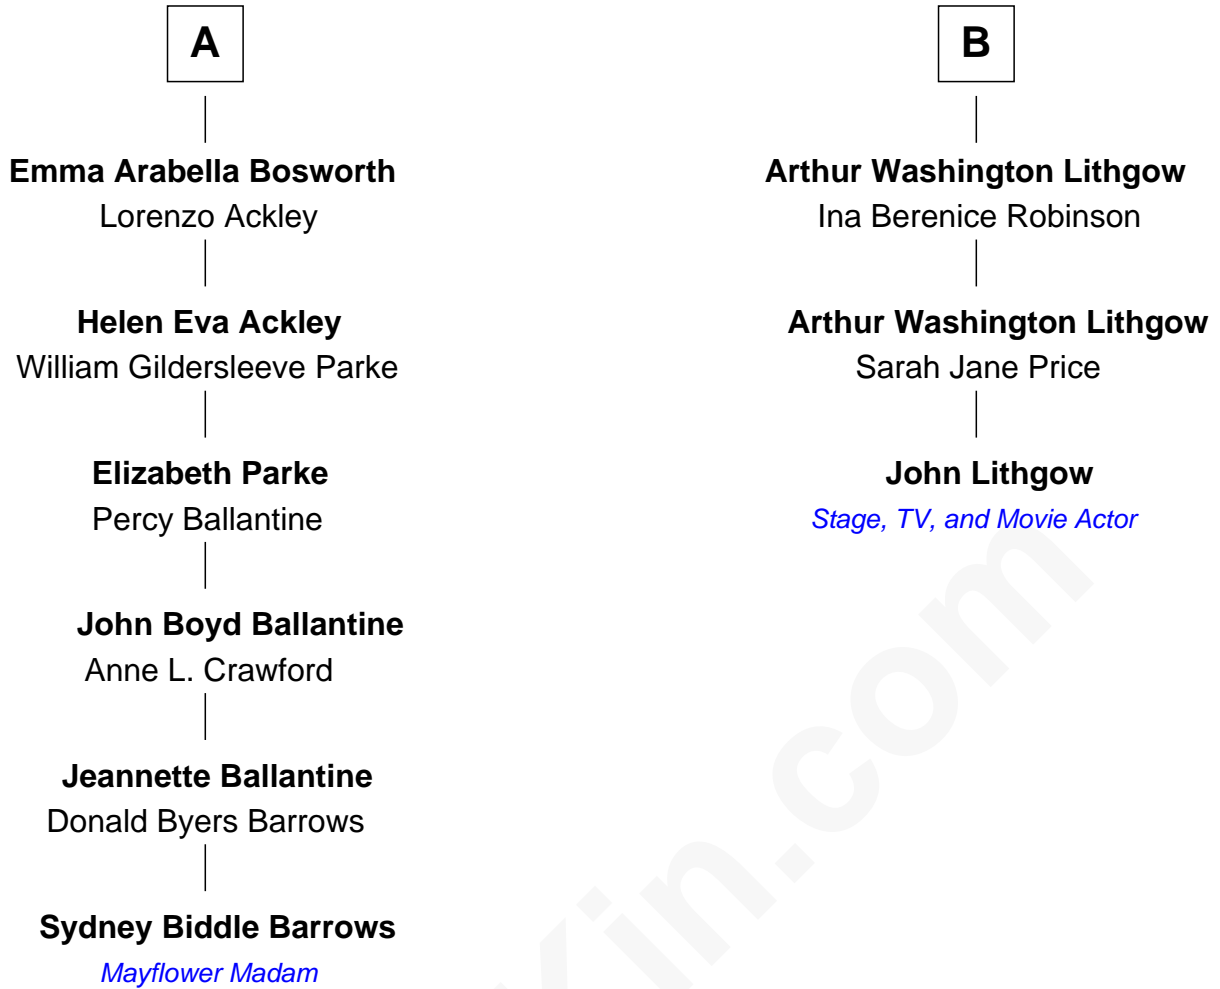 A
Emma Arabella Bosworth
Lorenzo Ackley
Helen Eva Ackley
William Gildersleeve Parke
Elizabeth Parke
Percy Ballantine
John Boyd Ballantine
Anne L. Crawford
Jeannette Ballantine
Donald Byers Barrows
Sydney Biddle Barrows
Mayflower Madam
B
Arthur Washington Lithgow
Ina Berenice Robinson
Arthur Washington Lithgow
Sarah Jane Price
John Lithgow
Stage, TV, and Movie Actor
Kin.com